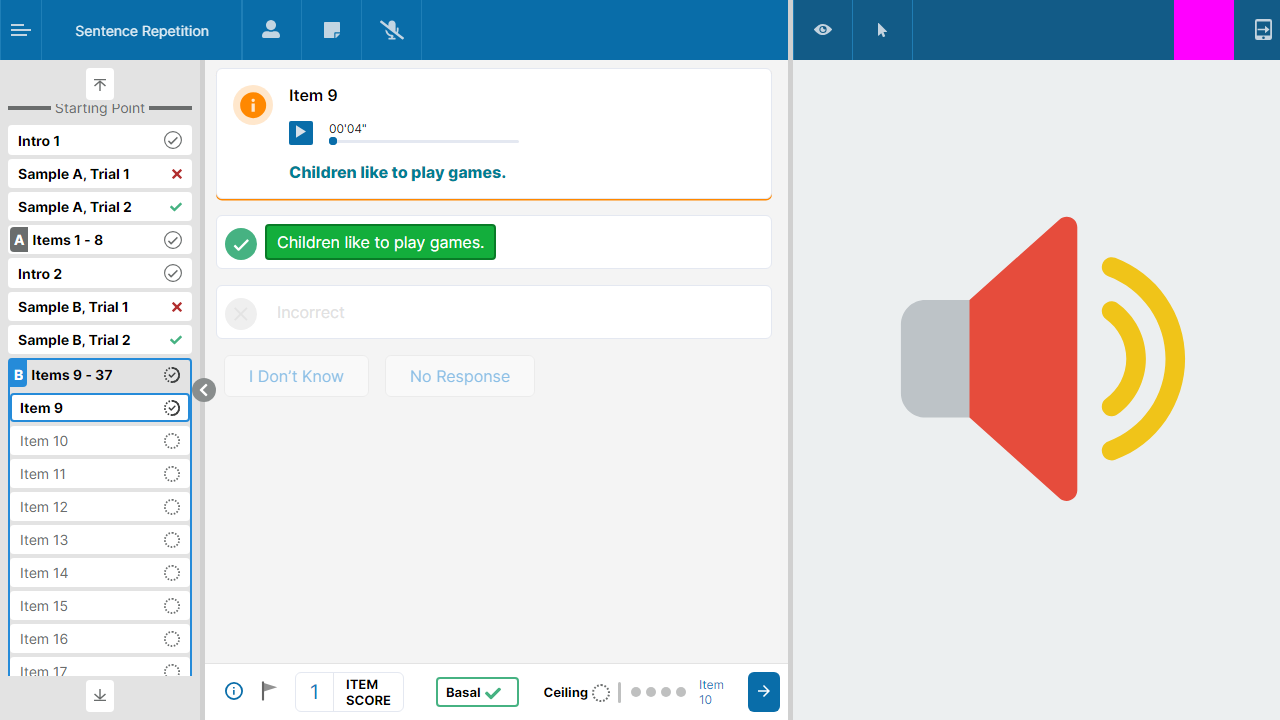 Sentence Repetition
Starting Point
Intro 1
Sample A, Trial 1
Sample A, Trial 2
A Items 1 - 8
Intro 2
Sample B, Trial 1
Sample B, Trial 2
B Items 9 - 37
Item 9
Item 10
Item 11
Item 12
Item 13
Item 14
Item 15
Item 16
Item 17
Item 9
00'04"
Children like to play games.
Children like to play games.
Incorrect
I Don’t Know
No Response
1 ITEM
SCORE
Basal
Ceiling
Item
10